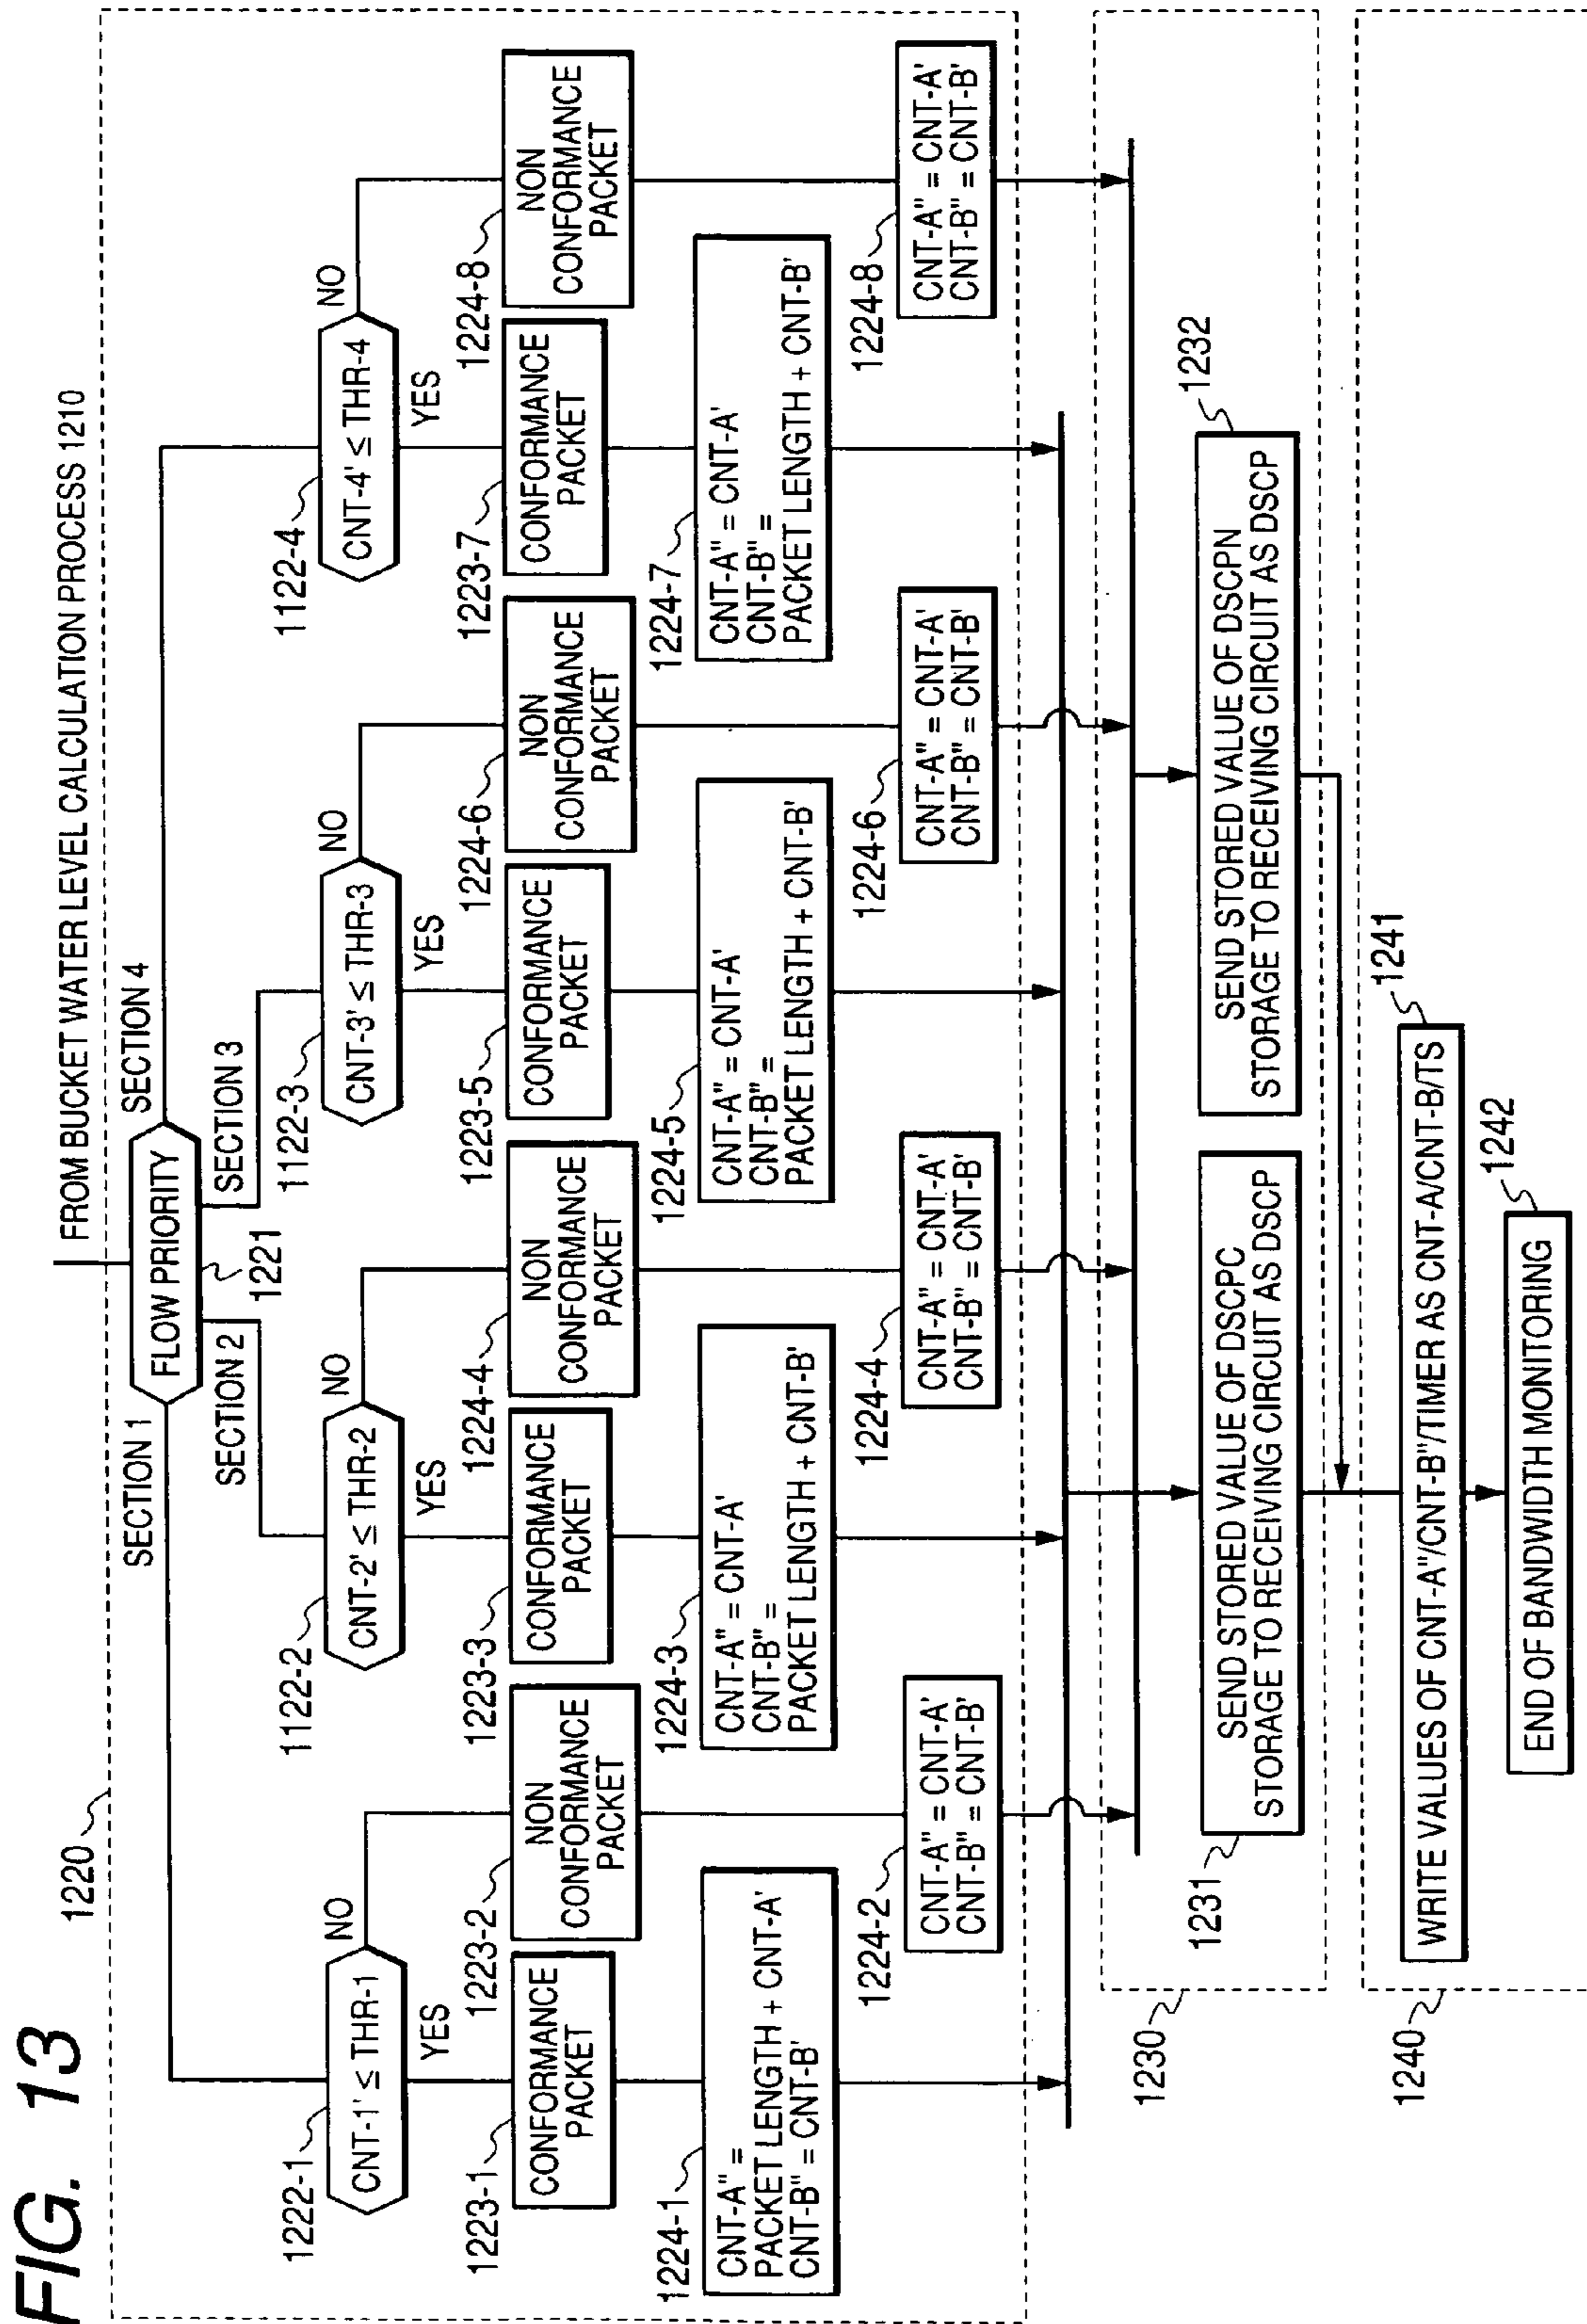 FIG. 13
FROM BUCKET WATER LEVEL CALCULATION PROCESS 1210
1220
FLOW PRIORITY
1221
SECTION 1
SECTION 2
SECTION 3
SECTION 4
1222-1
CNT-1' ≤ THR-1
NO
YES
1122-2
CNT-2' ≤ THR-2
NO
YES
1122-3
CNT-3' ≤ THR-3
NO
YES
1122-4
CNT-4' ≤ THR-4
NO
YES
1223-1
CONFORMANCE
PACKET
1223-2
NON
CONFORMANCE
PACKET
1223-3
CONFORMANCE
PACKET
1224-4
NON
CONFORMANCE
PACKET
1223-5
CONFORMANCE
PACKET
1224-6
NON
CONFORMANCE
PACKET
1223-7
CONFORMANCE
PACKET
1224-8
NON
CONFORMANCE
PACKET
1224-1
CNT-A" =
PACKET LENGTH + CNT-A'
CNT-B" = CNT-B'
1224-3
CNT-A" = CNT-A'
CNT-B" =
PACKET LENGTH + CNT-B'
1224-5
CNT-A" = CNT-A'
CNT-B" =
PACKET LENGTH + CNT-B'
1224-7
CNT-A" = CNT-A'
CNT-B" =
PACKET LENGTH + CNT-B'
1224-2
CNT-A" = CNT-A'
CNT-B" = CNT-B'
1224-4
CNT-A" = CNT-A'
CNT-B" = CNT-B'
1224-6
CNT-A" = CNT-A'
CNT-B" = CNT-B'
1224-8
CNT-A" = CNT-A'
CNT-B" = CNT-B'
1230
1231
SEND STORED VALUE OF DSCPC
STORAGE TO RECEIVING CIRCUIT AS DSCP
1232
SEND STORED VALUE OF DSCPN
STORAGE TO RECEIVING CIRCUIT AS DSCP
1240
1241
WRITE VALUES OF CNT-A"/CNT-B"/TIMER AS CNT-A/CNT-B/TS
1242
END OF BANDWIDTH MONITORING